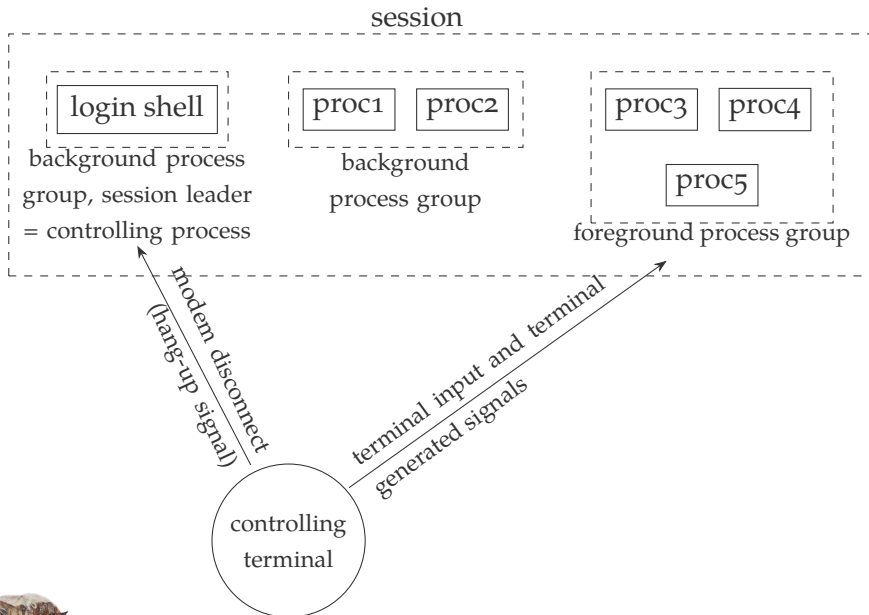 session
login shell
background process
group, session leader
= controlling process
proc1
proc2
background
process group
proc3
proc4
proc5
foreground process group
modem disconnect
(hang-up signal)
terminal input and terminal
generated signals
controlling
terminal